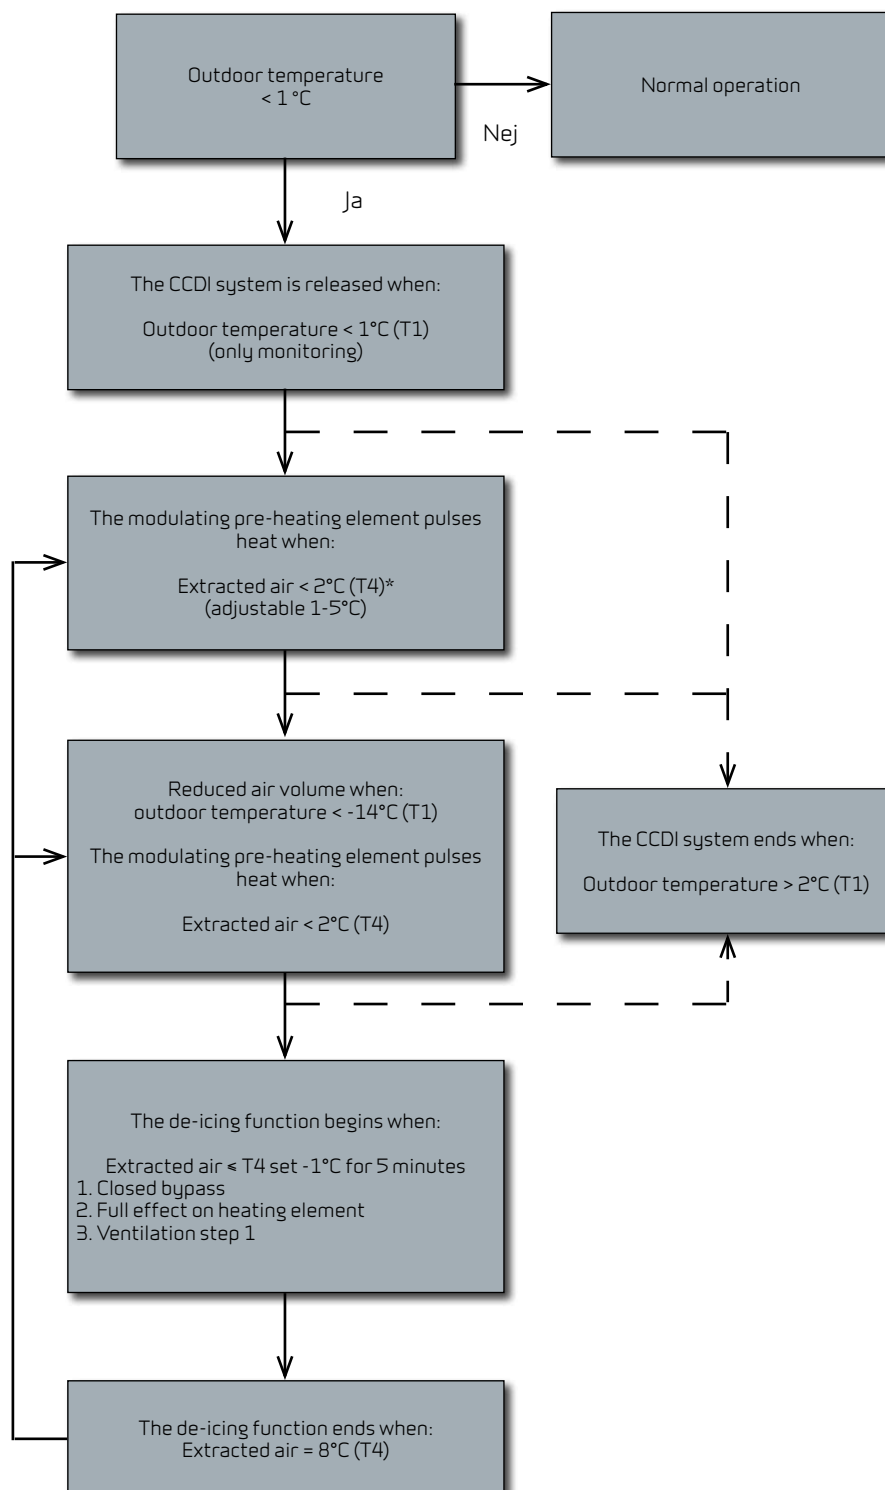 Outdoor temperature
< 1 °C
Normal operation
Nej
Ja
The CCDI system is released when:
Outdoor temperature < 1°C (T1)
(only monitoring)
The modulating pre-heating element pulses
heat when:
Extracted air < 2°C (T4)*
(adjustable 1-5°C)
Reduced air volume when:
outdoor temperature < -14°C (T1)
The modulating pre-heating element pulses
heat when:
Extracted air < 2°C (T4)
The CCDI system ends when:
Outdoor temperature > 2°C (T1)
The de-icing function begins when:
Extracted air ≤ T4 set -1°C for 5 minutes
1. Closed bypass
2. Full effect on heating element
3. Ventilation step 1
The de-icing function ends when:
Extracted air = 8°C (T4)